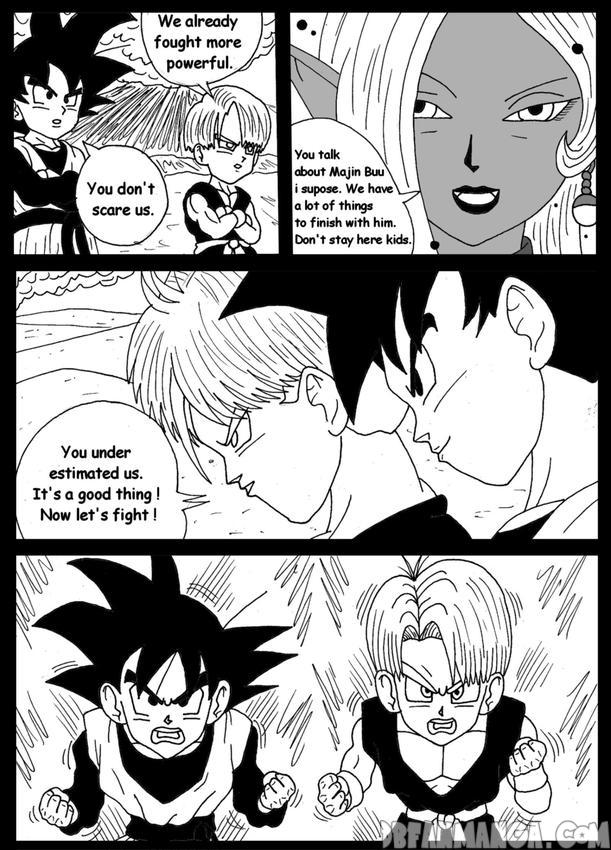 We already
fought more
powerful.
You don't
scare us.
You talk
about Majin Buu
i supose. We have
a lot of things
to finish with him.
Don't stay here kids.
You under
estimated us.
It's a good thing !
Now let's fight !
DBFANMANGA.COM